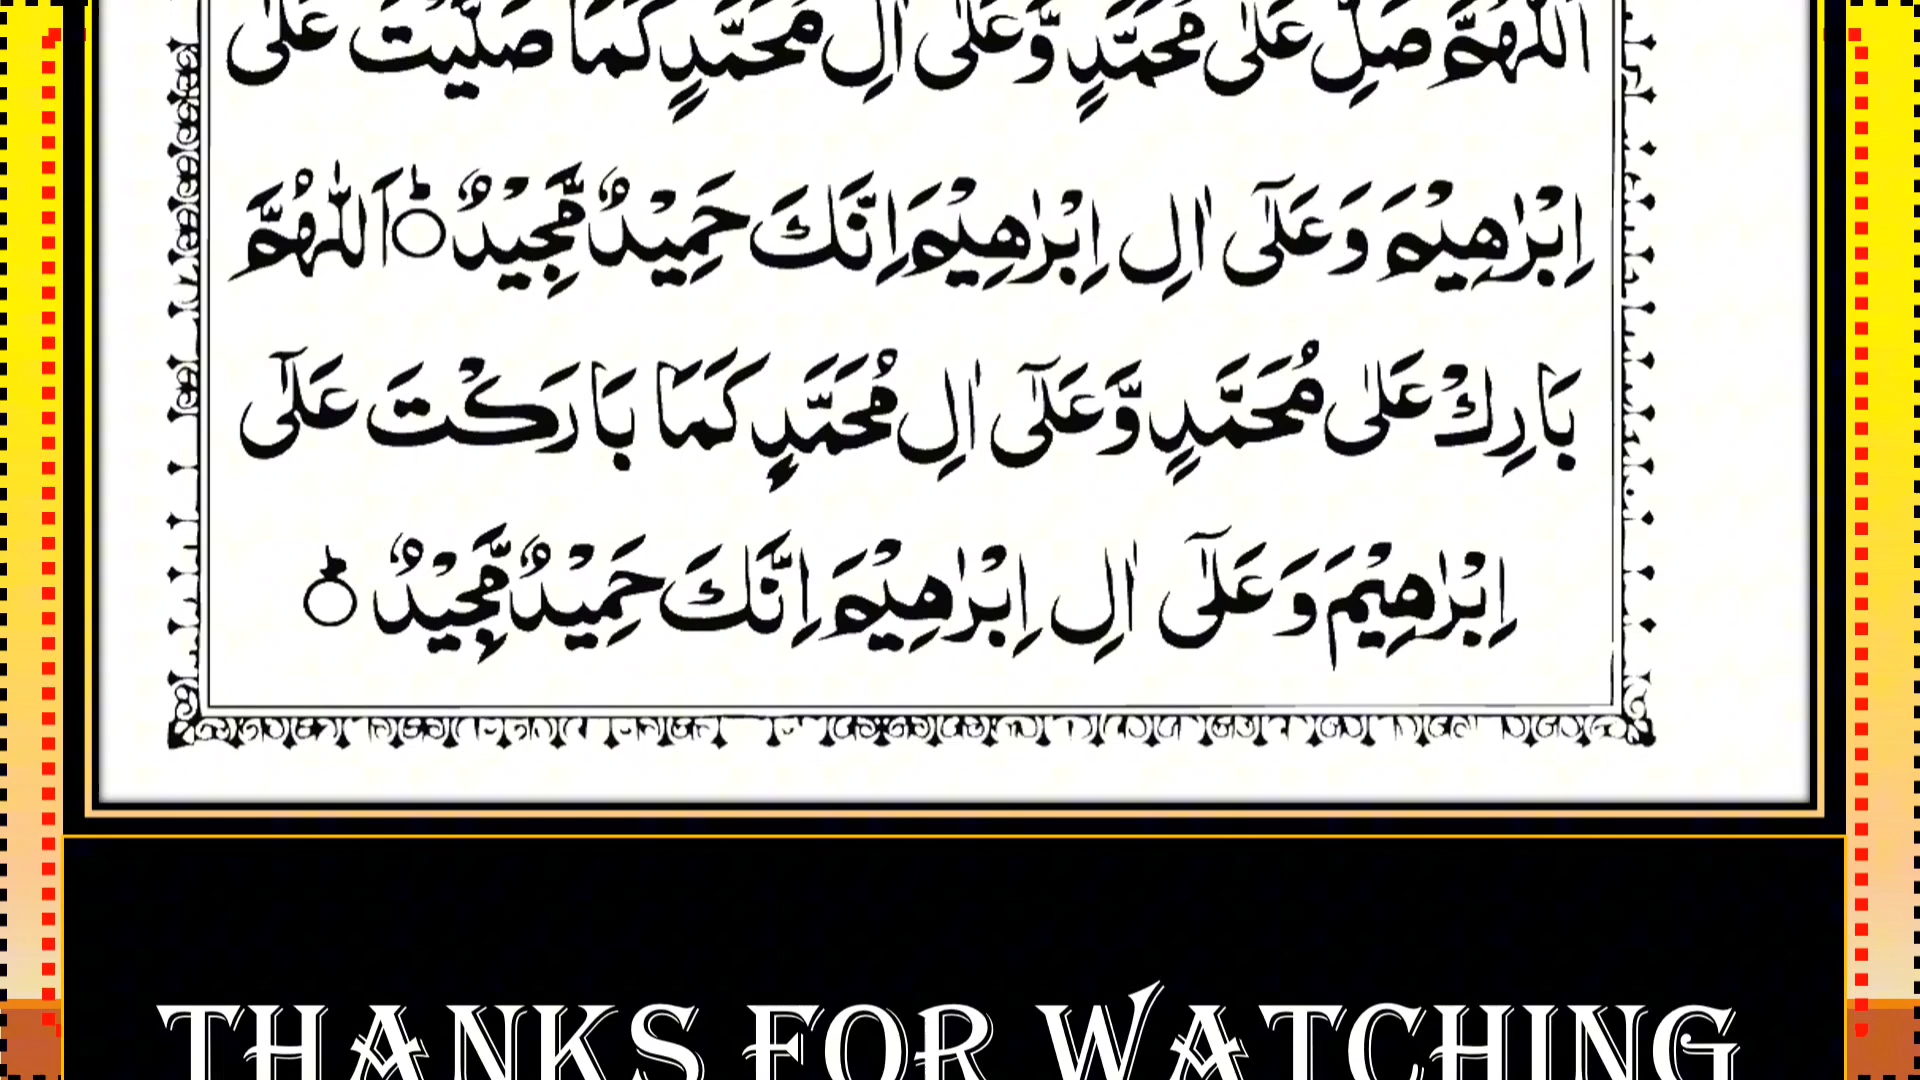 اَللّٰهُمَّ صَلِّ عَلٰى مُحَمَّدٍ وَّعَلٰٓى اٰلِ مُحَمَّدٍ كَمَا صَلَّيْتَ عَلٰٓى
اِبْرٰهِيْمَ وَعَلٰٓى اٰلِ اِبْرٰهِيْمَ اِنَّكَ حَمِيْدٌ مَّجِيْدٌ ۝ؕ اَللّٰهُمَّ
بَارِكْ عَلٰى مُحَمَّدٍ وَّعَلٰٓى اٰلِ مُحَمَّدٍ كَمَا بَارَكْتَ عَلٰٓى
اِبْرٰهِيْمَ وَعَلٰٓى اٰلِ اِبْرٰهِيْمَ اِنَّكَ حَمِيْدٌ مَّجِيْدٌ ۝ؕ
THANKS FOR WATCHING